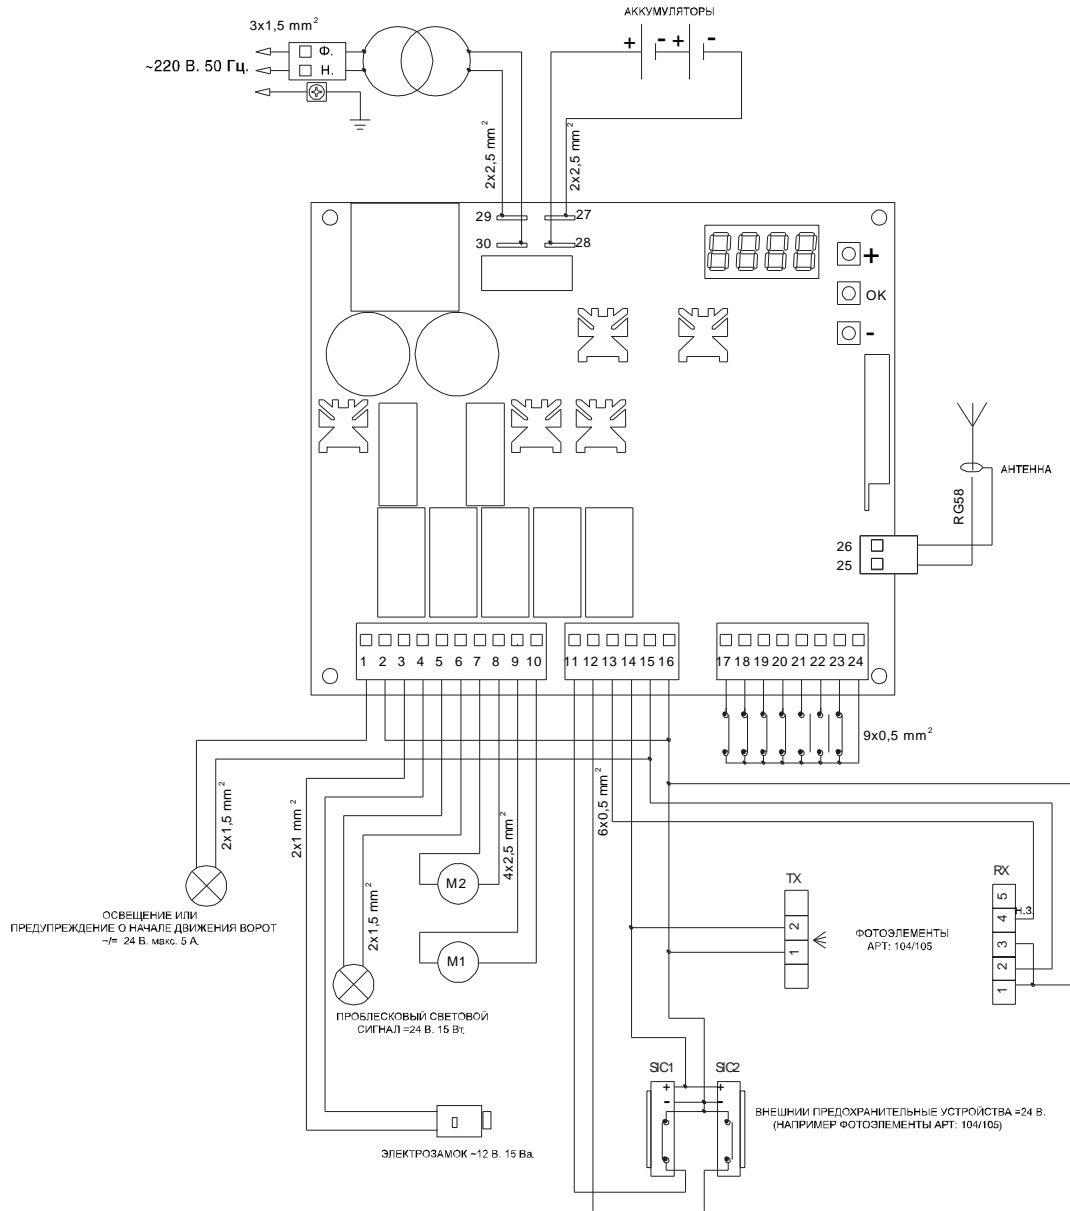 АККУМУЛЯТОРЫ
3x1,5 mm²
+ - + -
Ф.
Н.
~220 В. 50 Гц.
2x2,5 mm²
2x2,5 mm²
29
27
30
28
+
OK
-
АНТЕННА
RG58
26
25
1 2 3 4 5 6 7 8 9 10
11 12 13 14 15 16
17 18 19 20 21 22 23 24
9x0,5 mm²
2x1,5 mm²
2x1 mm²
2x1,5 mm²
4x2,5 mm²
6x0,5 mm²
M2
M1
TX
2
1
RX
5
4
3
2
1
Н.З.
ФОТОЭЛЕМЕНТЫ
АРТ: 104/105
ОСВЕЩЕНИЕ ИЛИ
ПРЕДУПРЕЖДЕНИЕ О НАЧАЛЕ ДВИЖЕНИЯ ВОРОТ
~/= 24 В. макс. 5 А.
ПРОБЛЕСКОВЫЙ СВЕТОВОЙ
СИГНАЛ =24 В. 15 Вт.
SIC1
SIC2
+ +
- -
ВНЕШНИИ ПРЕДОХРАНИТЕЛЬНЫЕ УСТРОЙСТВА =24 В.
(НАПРИМЕР ФОТОЭЛЕМЕНТЫ АРТ: 104/105)
ЭЛЕКТРОЗАМОК ~12 В. 15 Ва.